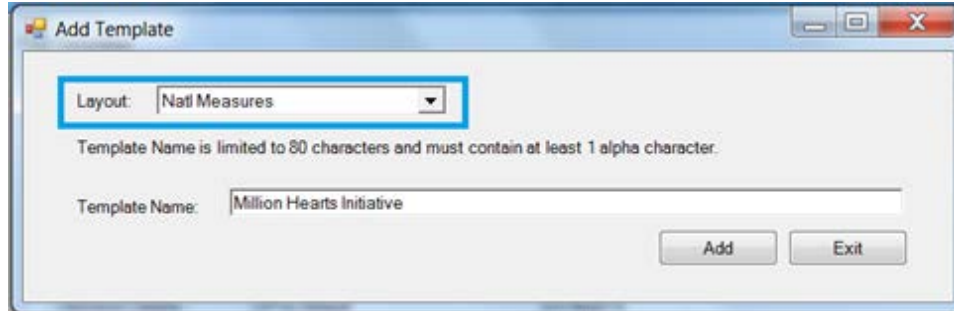 Add Template
Layout: Natl Measures
Template Name is limited to 80 characters and must contain at least 1 alpha character.
Template Name: Million Hearts Initiative
Add Exit